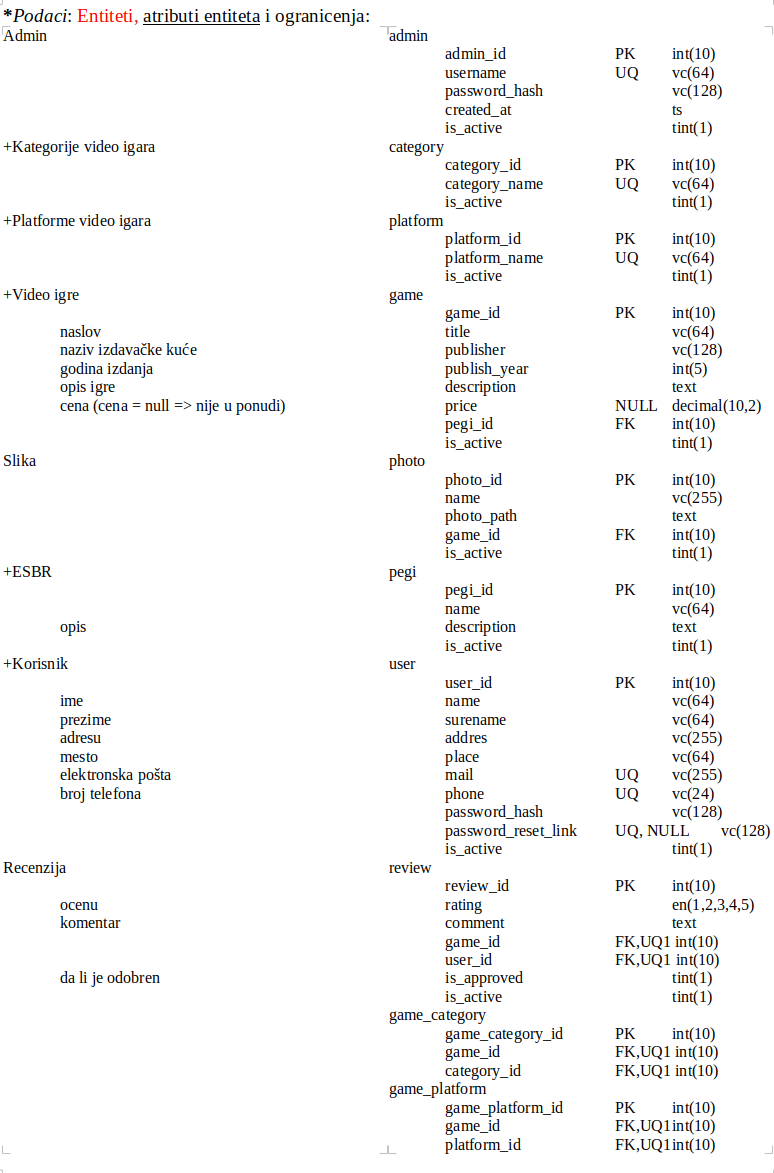 *Podaci: Entiteti, atributi entiteta i ogranicenja:
Admin admin
admin_id PK int(10)
username UQ vc(64)
password_hash vc(128)
created_at ts
is_active tint(1)
+Kategorije video igara category
category_id PK int(10)
category_name UQ vc(64)
is_active tint(1)
+Platforme video igara platform
platform_id PK int(10)
platform_name UQ vc(64)
is_active tint(1)
+Video igre game
game_id PK int(10)
naslov title vc(64)
naziv izdavačke kuće publisher vc(128)
godina izdanja publish_year int(5)
opis igre description text
cena (cena = null => nije u ponudi) price NULL decimal(10,2)
pegi_id FK int(10)
is_active tint(1)
Slika photo
photo_id PK int(10)
name vc(255)
photo_path text
game_id FK int(10)
is_active tint(1)
+ESBR pegi
pegi_id PK int(10)
name vc(64)
opis description text
is_active tint(1)
+Korisnik user
user_id PK int(10)
ime name vc(64)
prezime surename vc(64)
adresu addres vc(255)
mesto place vc(64)
elektronska pošta mail UQ vc(255)
broj telefona phone UQ vc(24)
password_hash vc(128)
password_reset_link UQ, NULL vc(128)
is_active tint(1)
Recenzija review
review_id PK int(10)
ocenu rating en(1,2,3,4,5)
komentar comment text
game_id FK,UQ1 int(10)
user_id FK,UQ1 int(10)
da li je odobren is_approved tint(1)
is_active tint(1)
game_category
game_category_id PK int(10)
game_id FK,UQ1 int(10)
category_id FK,UQ1 int(10)
game_platform
game_platform_id PK int(10)
game_id FK,UQ1int(10)
platform_id FK,UQ1int(10)